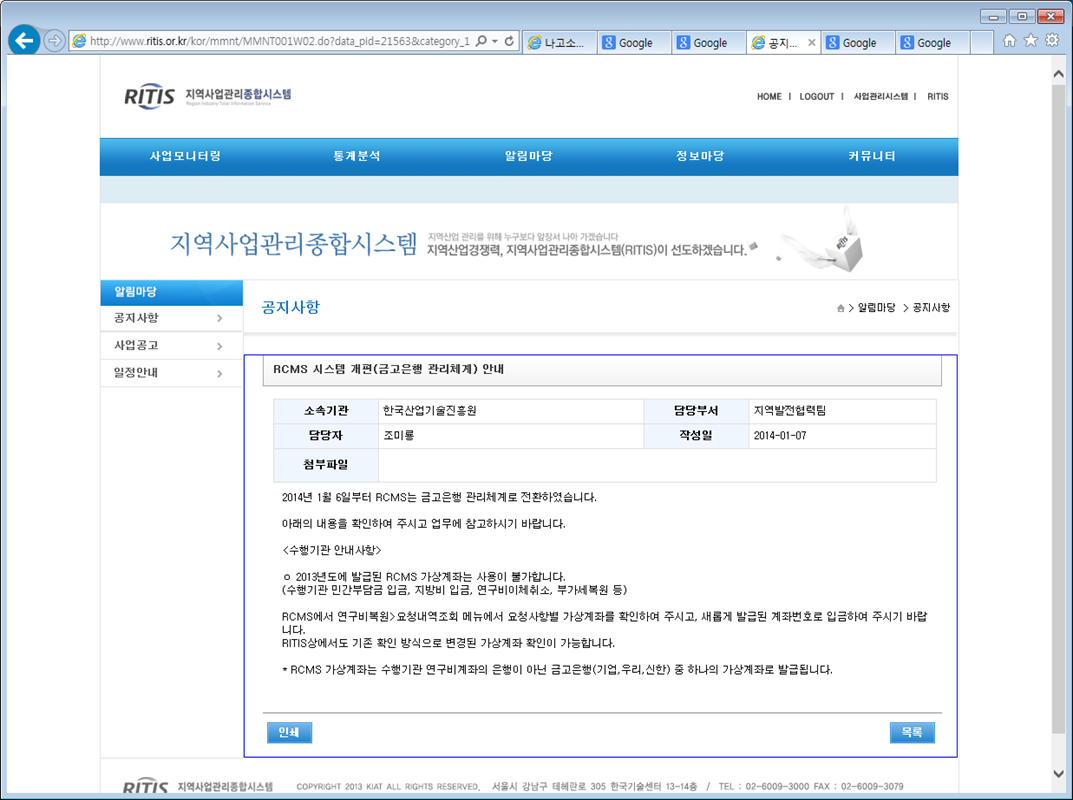 http://www.ritis.or.kr/kor/mmnt/MMNT001W02.do?data_pid=21563&category_1
나고소...
Google
Google
공지...
Google
Google
RITIS 지역사업관리종합시스템
Region Industry Total Information Service
HOME | LOGOUT | 사업관리시스템 | RITIS
사업모니터링 통계분석 알림마당 정보마당 커뮤니티
지역사업관리종합시스템
지역산업 관리를 위해 누구보다 앞장서 나아 가겠습니다
지역산업경쟁력, 지역사업관리종합시스템(RITIS)이 선도하겠습니다.
RITIS
알림마당
공지사항 >
사업공고 >
일정안내 >
공지사항
> 알림마당 > 공지사항
RCMS 시스템 개편(금고은행 관리체계) 안내
소속기관 한국산업기술진흥원 담당부서 지역발전협력팀
담당자 조미룡 작성일 2014-01-07
첨부파일
2014년 1월 6일부터 RCMS는 금고은행 관리체계로 전환하였습니다.
아래의 내용을 확인하여 주시고 업무에 참고하시기 바랍니다.
<수행기관 안내사항>
ㅇ 2013년도에 발급된 RCMS 가상계좌는 사용이 불가합니다.
(수행기관 민간부담금 입금, 지방비 입금, 연구비이체취소, 부가세복원 등)
RCMS에서 연구비복원>요청내역조회 메뉴에서 요청사항별 가상계좌를 확인하여 주시고, 새롭게 발급된 계좌번호로 입금하여 주시기 바랍
니다.
RITIS상에서도 기존 확인 방식으로 변경된 가상계좌 확인이 가능합니다.
* RCMS 가상계좌는 수행기관 연구비계좌의 은행이 아닌 금고은행(기업,우리,신한) 중 하나의 가상계좌로 발급됩니다.
인쇄
목록
RITIS 지역사업관리종합시스템
COPYRIGHT 2013 KIAT ALL RIGHTS RESERVED. 서울시 강남구 테헤란로 305 한국기술센터 13-14층 / TEL : 02-6009-3000 FAX : 02-6009-3079